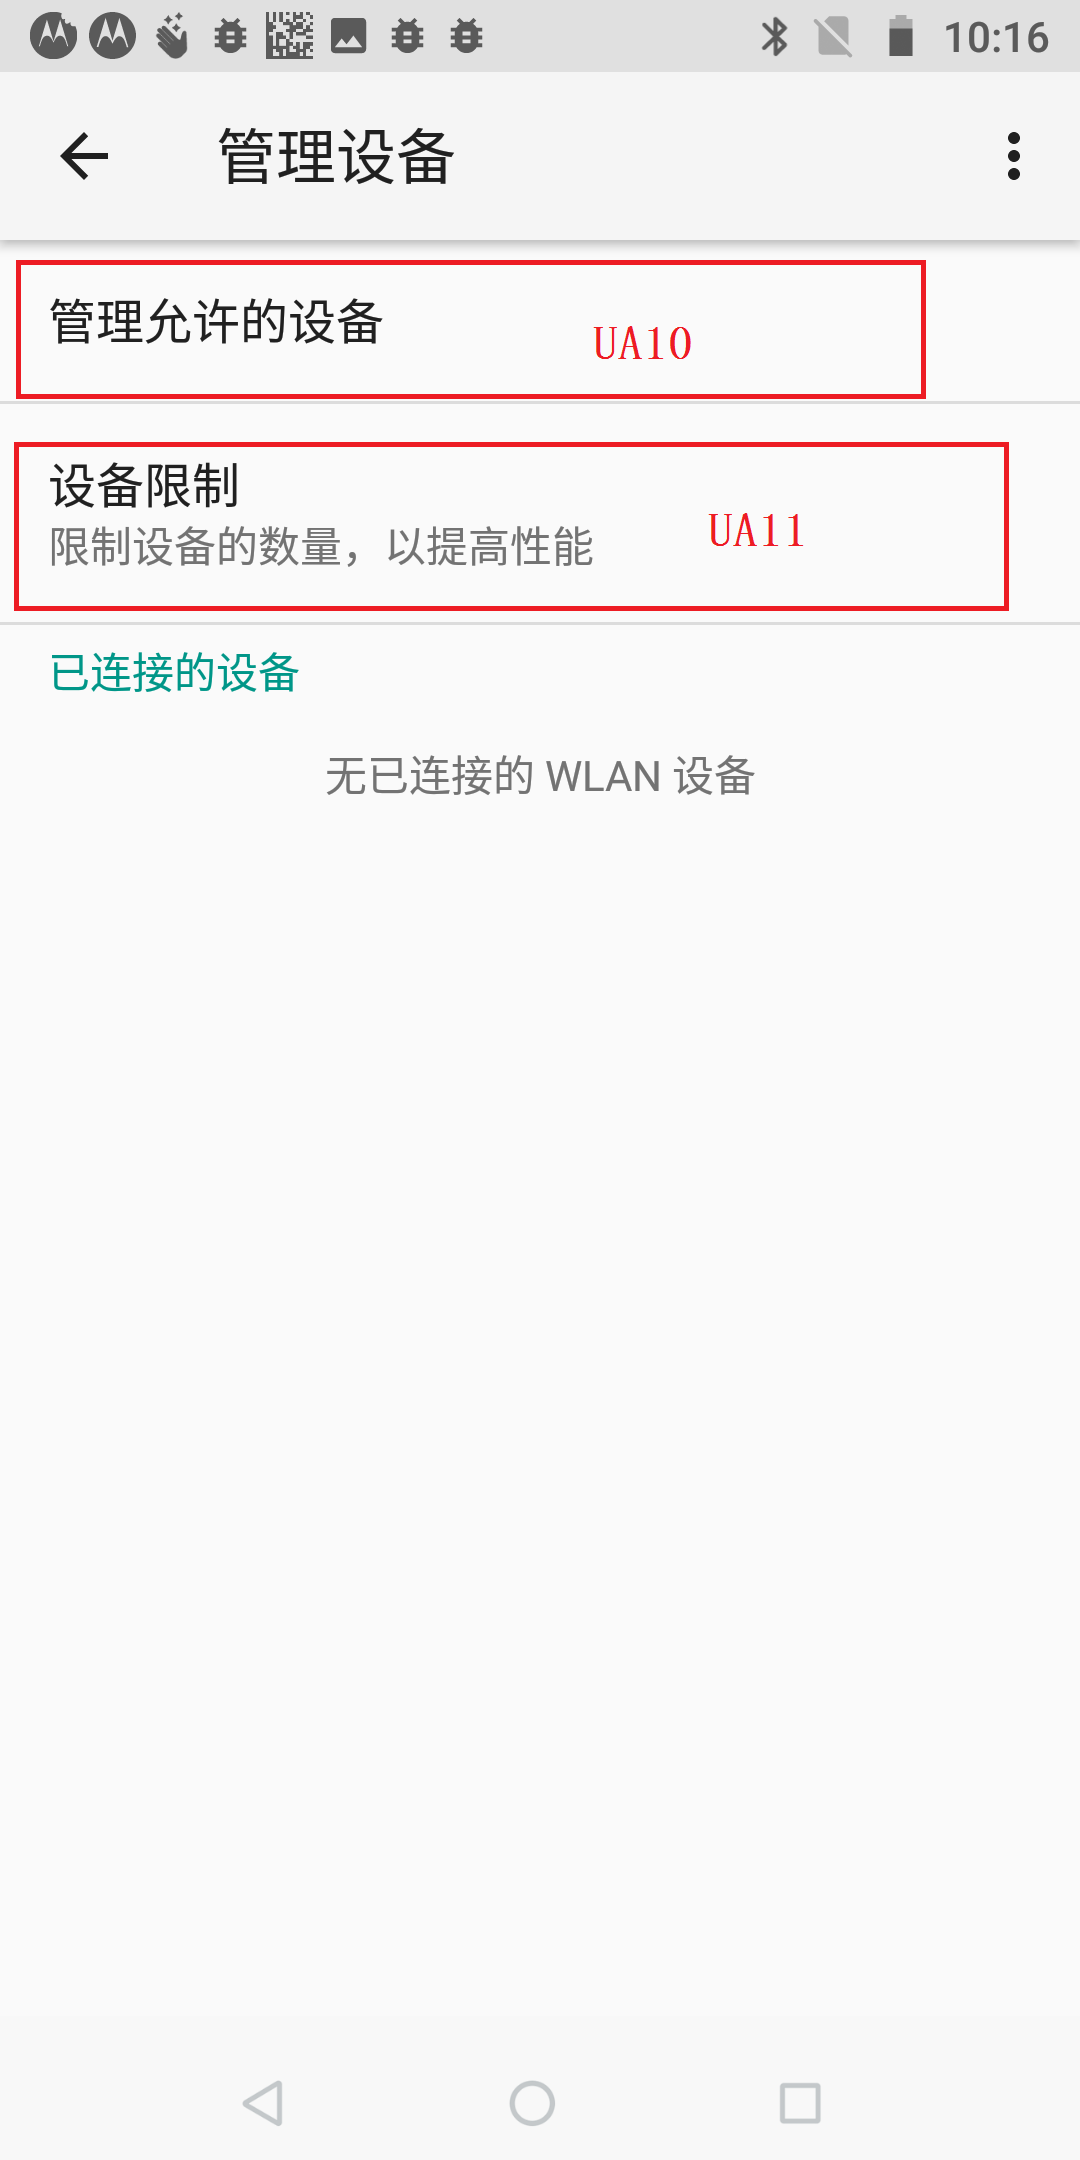 10:16
管理设备
管理允许的设备
UA10
设备限制
限制设备的数量，以提高性能
UA11
已连接的设备
无已连接的 WLAN 设备